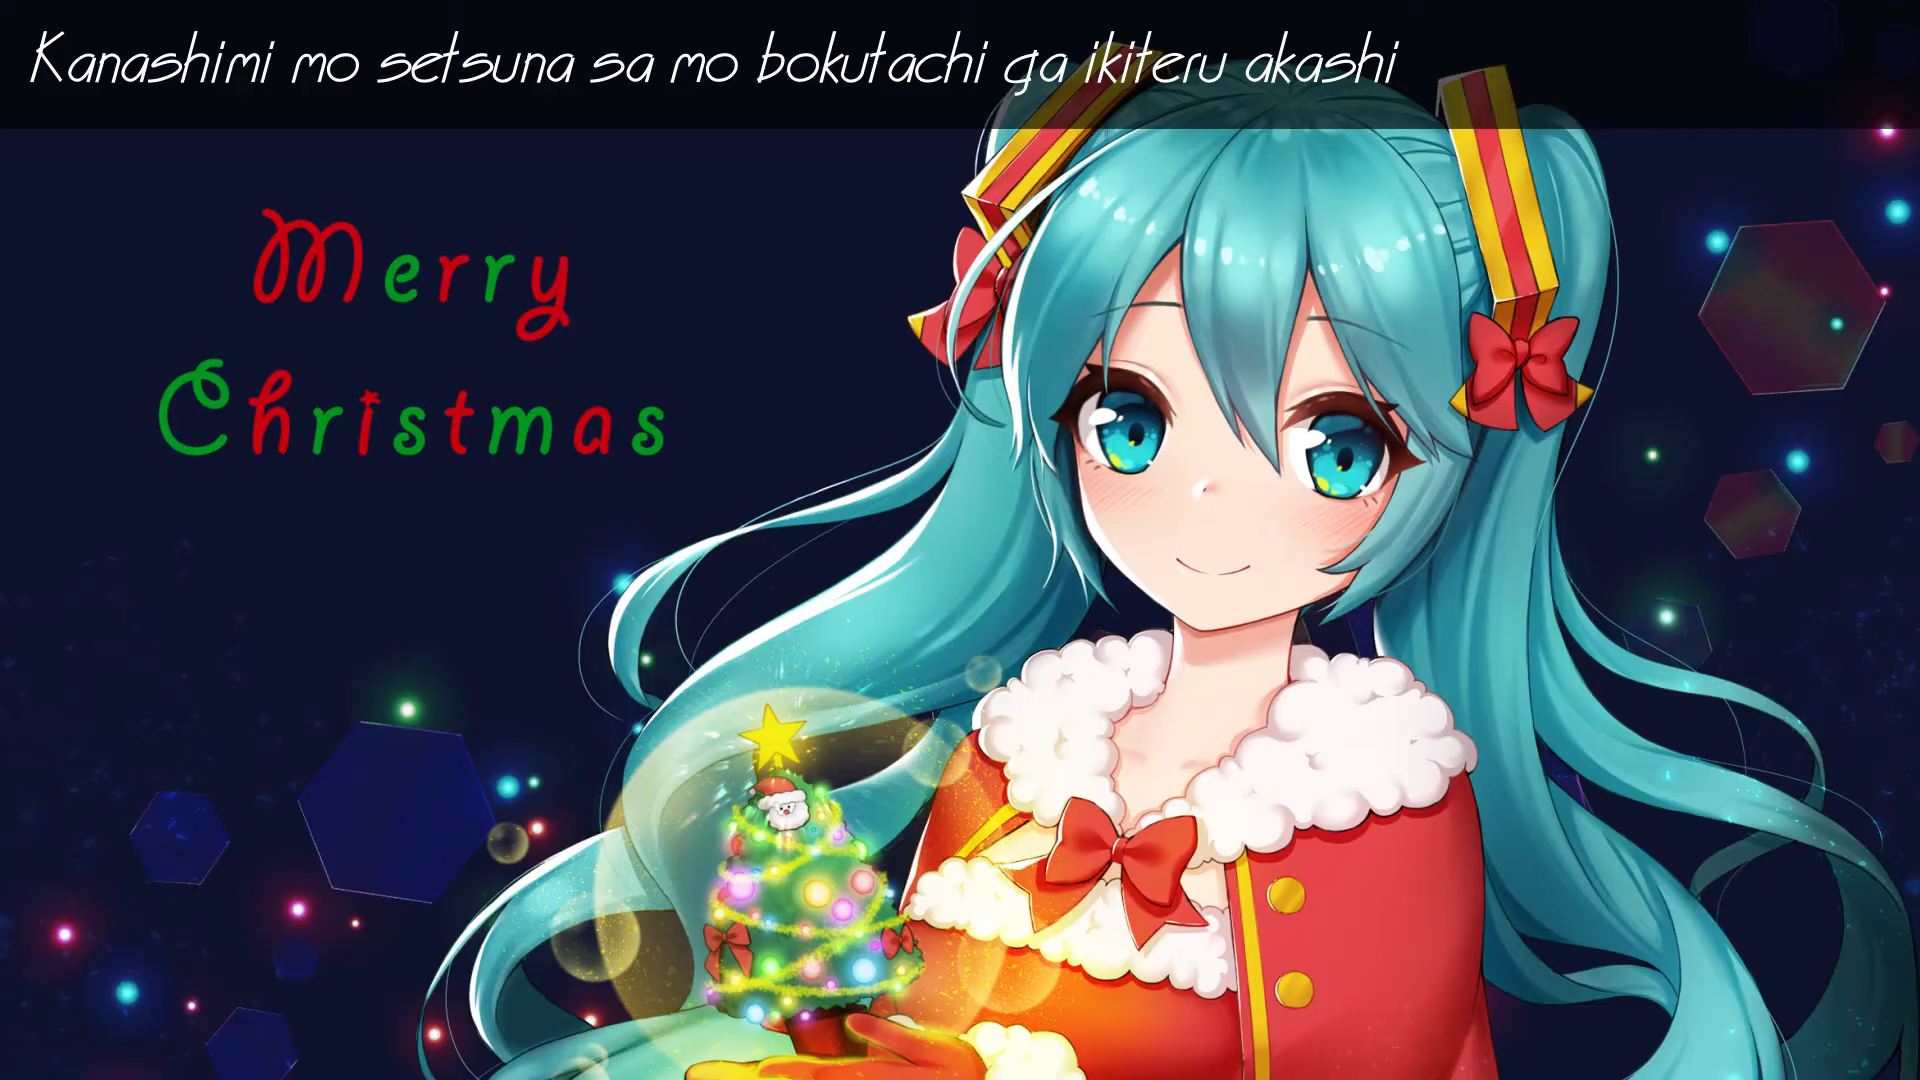 Kanashimi mo setsuna sa mo bokutachi ga ikiteru akashi
Merry
Christmas